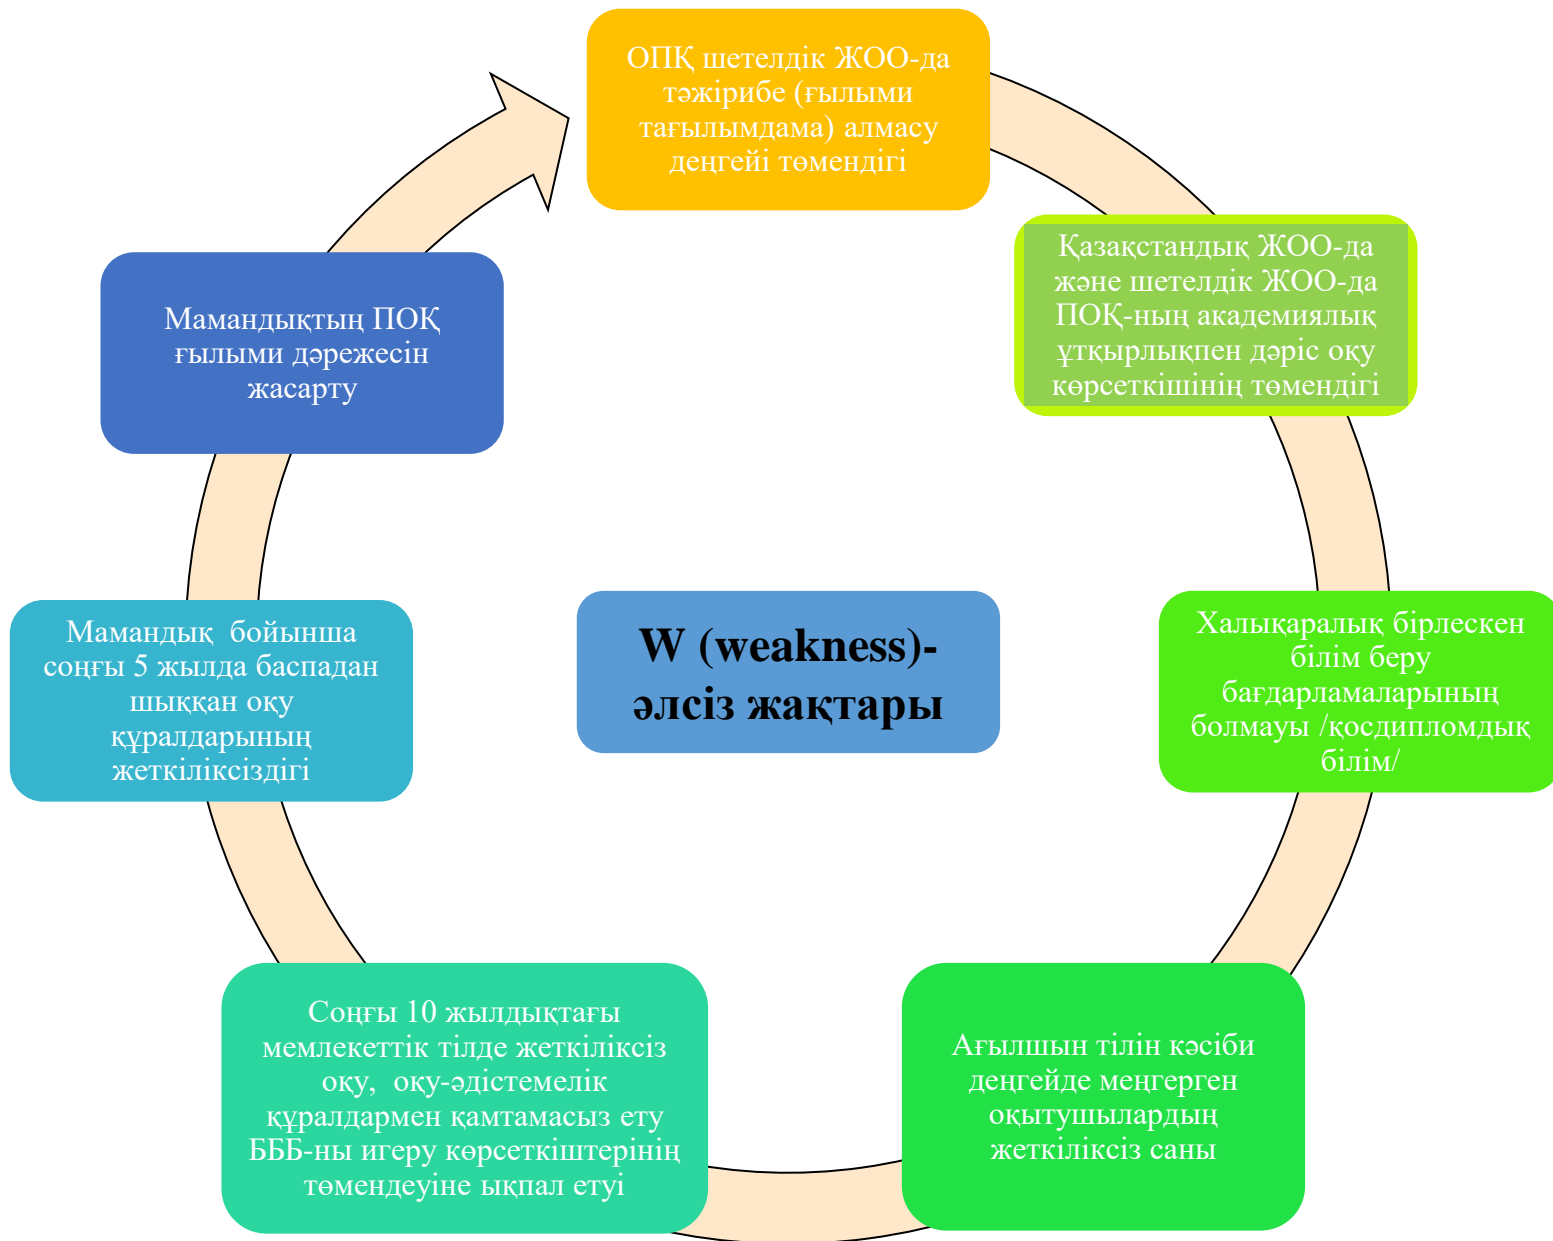 ОПҚ шетелдік ЖОО-да
тәжірибе (ғылыми
тағылымдама) алмасу
деңгейі төмендігі
Қазақстандық ЖОО-да
және шетелдік ЖОО-да
ПОҚ-ның академиялық
ұтқырлықпен дәріс оқу
көрсеткішінің төмендігі
Халықаралық бірлескен
білім беру
бағдарламаларының
болмауы /қосдипломдық
білім/
Ағылшын тілін кәсіби
деңгейде меңгерген
оқытушылардың
жеткіліксіз саны
Соңғы 10 жылдықтағы
мемлекеттік тілде жеткіліксіз
оқу, оқу-әдістемелік
құралдармен қамтамасыз ету
БББ-ны игеру көрсеткіштерінің
төмендеуіне ықпал етуі
Мамандық бойынша
соңғы 5 жылда баспадан
шыққан оқу
құралдарының
жеткіліксіздігі
Мамандықтың ПОҚ
ғылыми дәрежесін
жасарту
W (weakness)-
әлсіз жақтары